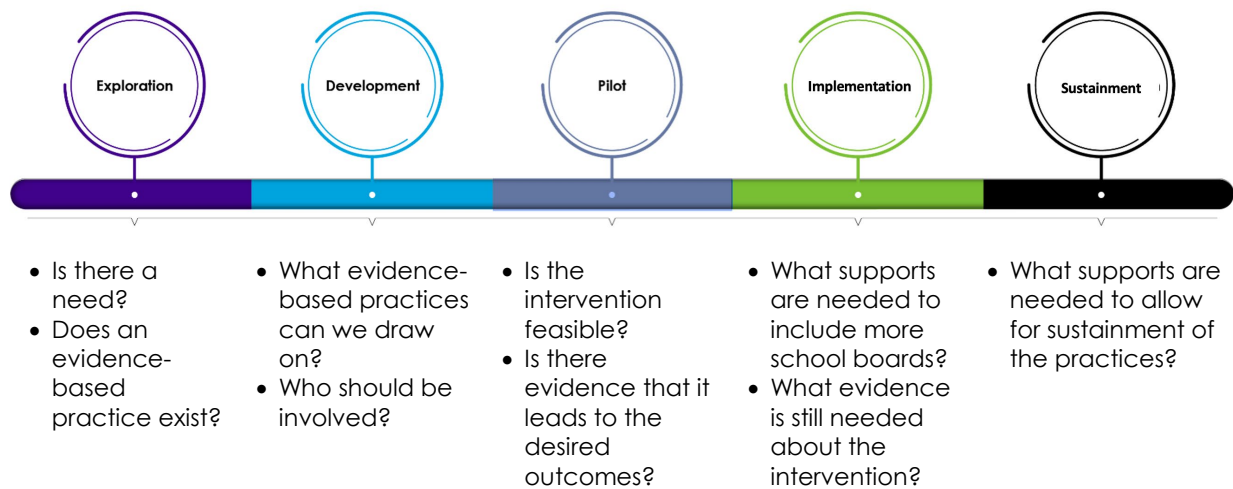 Exploration
Development
Pilot
Implementation
Sustainment
• Is there a
need?
• Does an
evidence-
based
practice exist?
• What evidence-
based practices
can we draw
on?
• Who should be
involved?
• Is the
intervention
feasible?
• Is there
evidence that it
leads to the
desired
outcomes?
• What supports
are needed to
include more
school boards?
• What evidence
is still needed
about the
intervention?
• What supports are
needed to allow
for sustainment of
the practices?